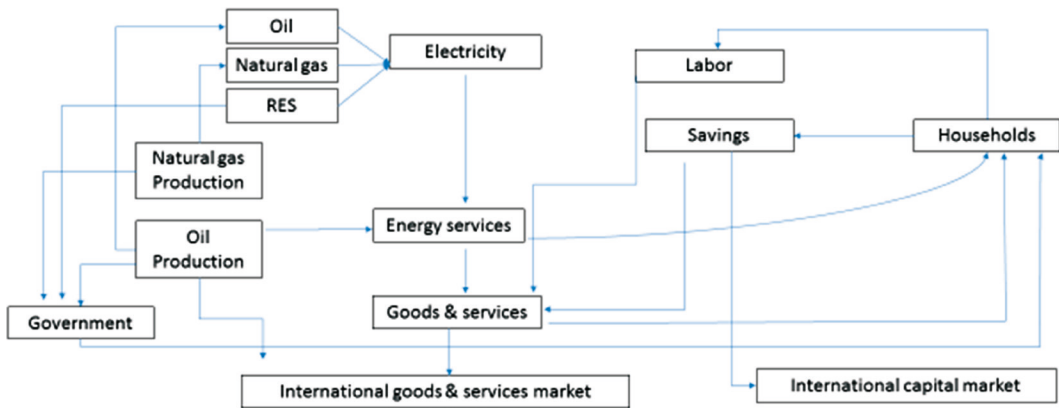 Oil
Electricity
Natural gas
Labor
RES
Savings
Households
Natural gas
Production
Energy services
Oil
Production
Goods & services
Government
International goods & services market
International capital market